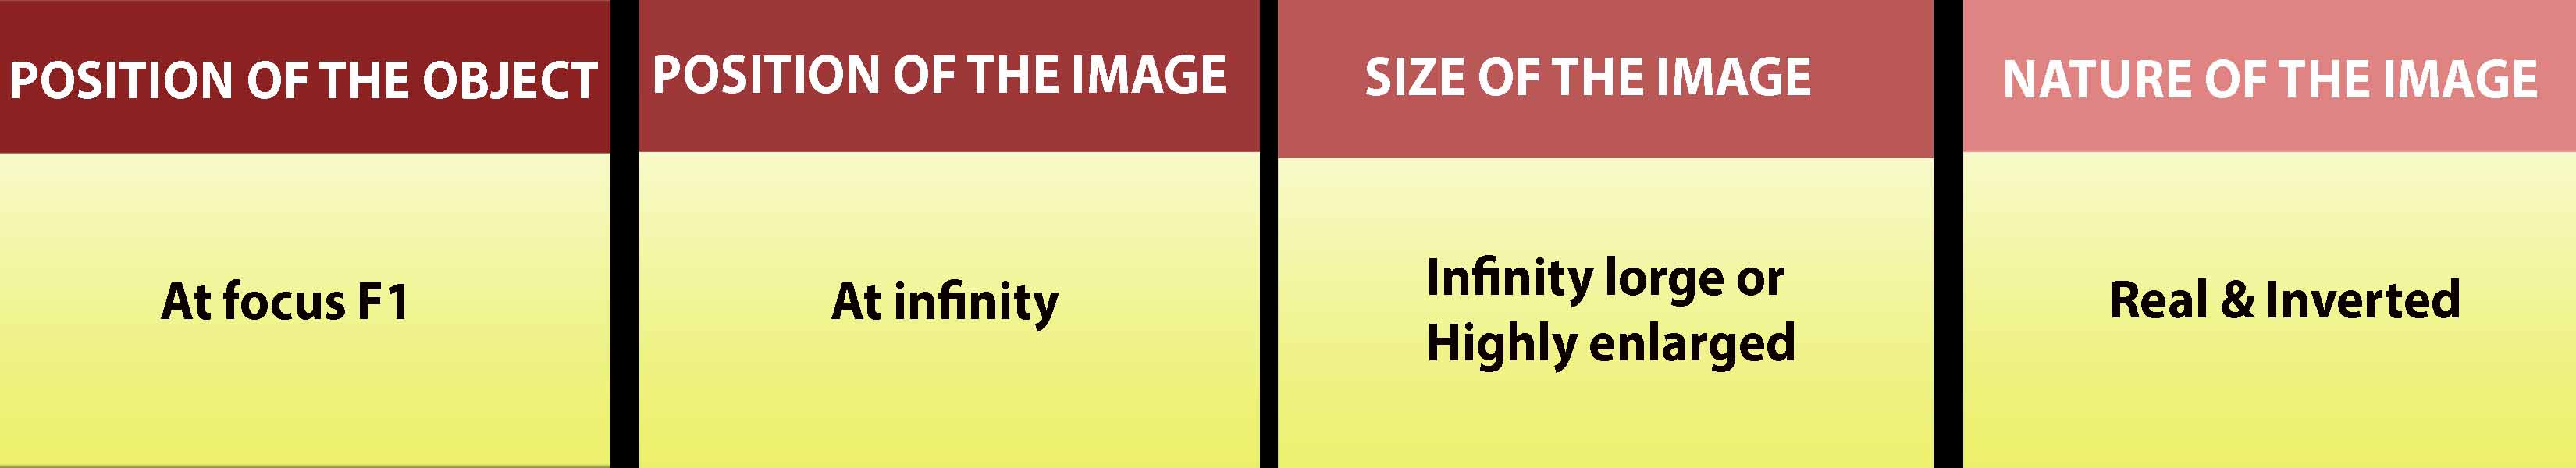 POSITION OF THE OBJECT
POSITION OF THE IMAGE
SIZE OF THE IMAGE
NATURE OF THE IMAGE
At focus F1
At infinity
Infinity lorge or
Highly enlarged
Real & Inverted